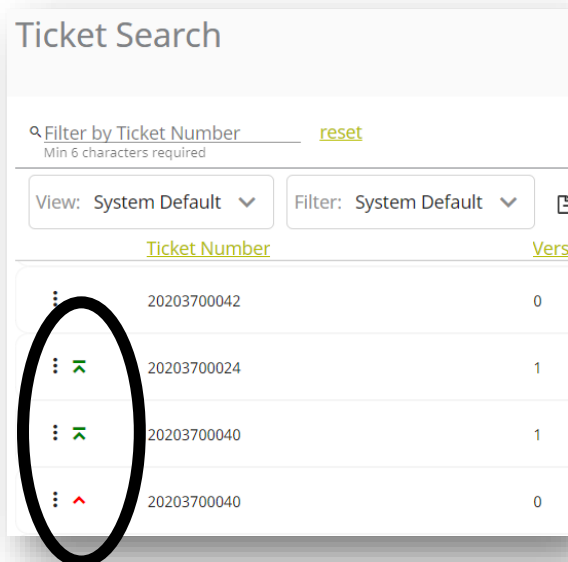 Ticket Search
Filter by Ticket Number reset
Min 6 characters required
View: System Default Filter: System Default
Ticket Number Vers
20203700042 0
20203700024 1
20203700040 1
20203700040 0